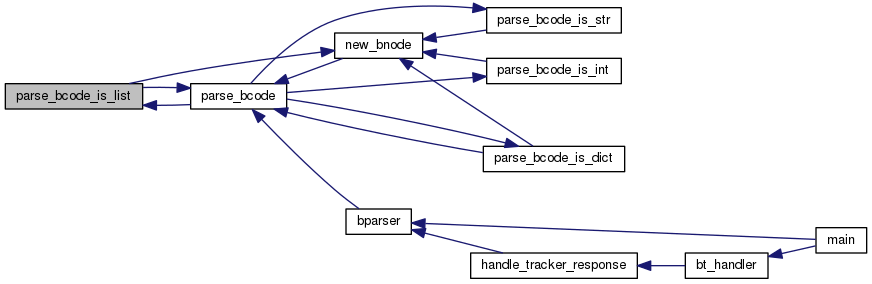 parse_bcode_is_str
new_bnode
parse_bcode_is_int
parse_bcode_is_list
parse_bcode
parse_bcode_is_dict
bparser
main
handle_tracker_response
bt_handler